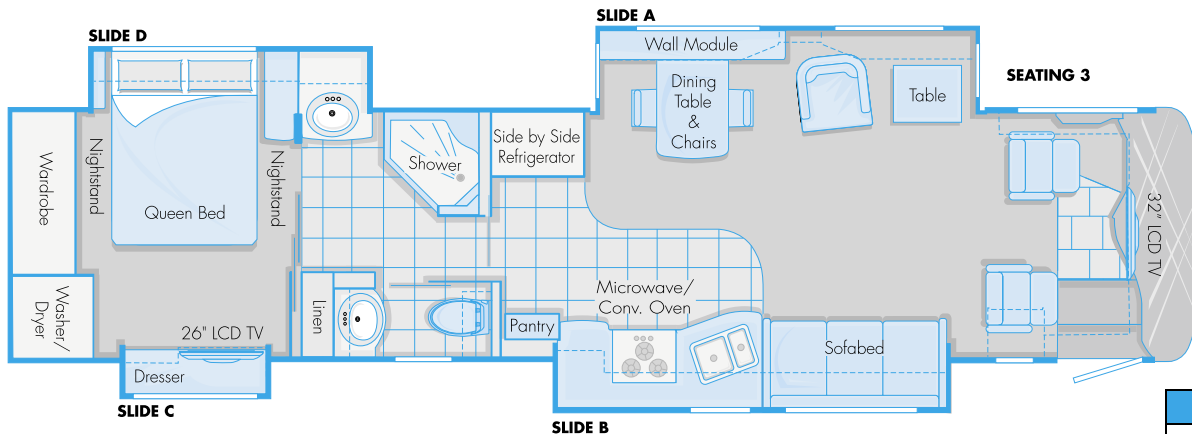 SLIDE A
SLIDE D
Wall Module
SEATING 3
Dining
Table
&
Chairs
Table
Side by Side
Refrigerator
Shower
Wardrobe
Nightstand
Nightstand
Queen Bed
32" LCD TV
Microwave/
Conv. Oven
Washer/
Dryer
Linen
Pantry
26" LCD TV
Sofabed
Dresser
SLIDE C
SLIDE B